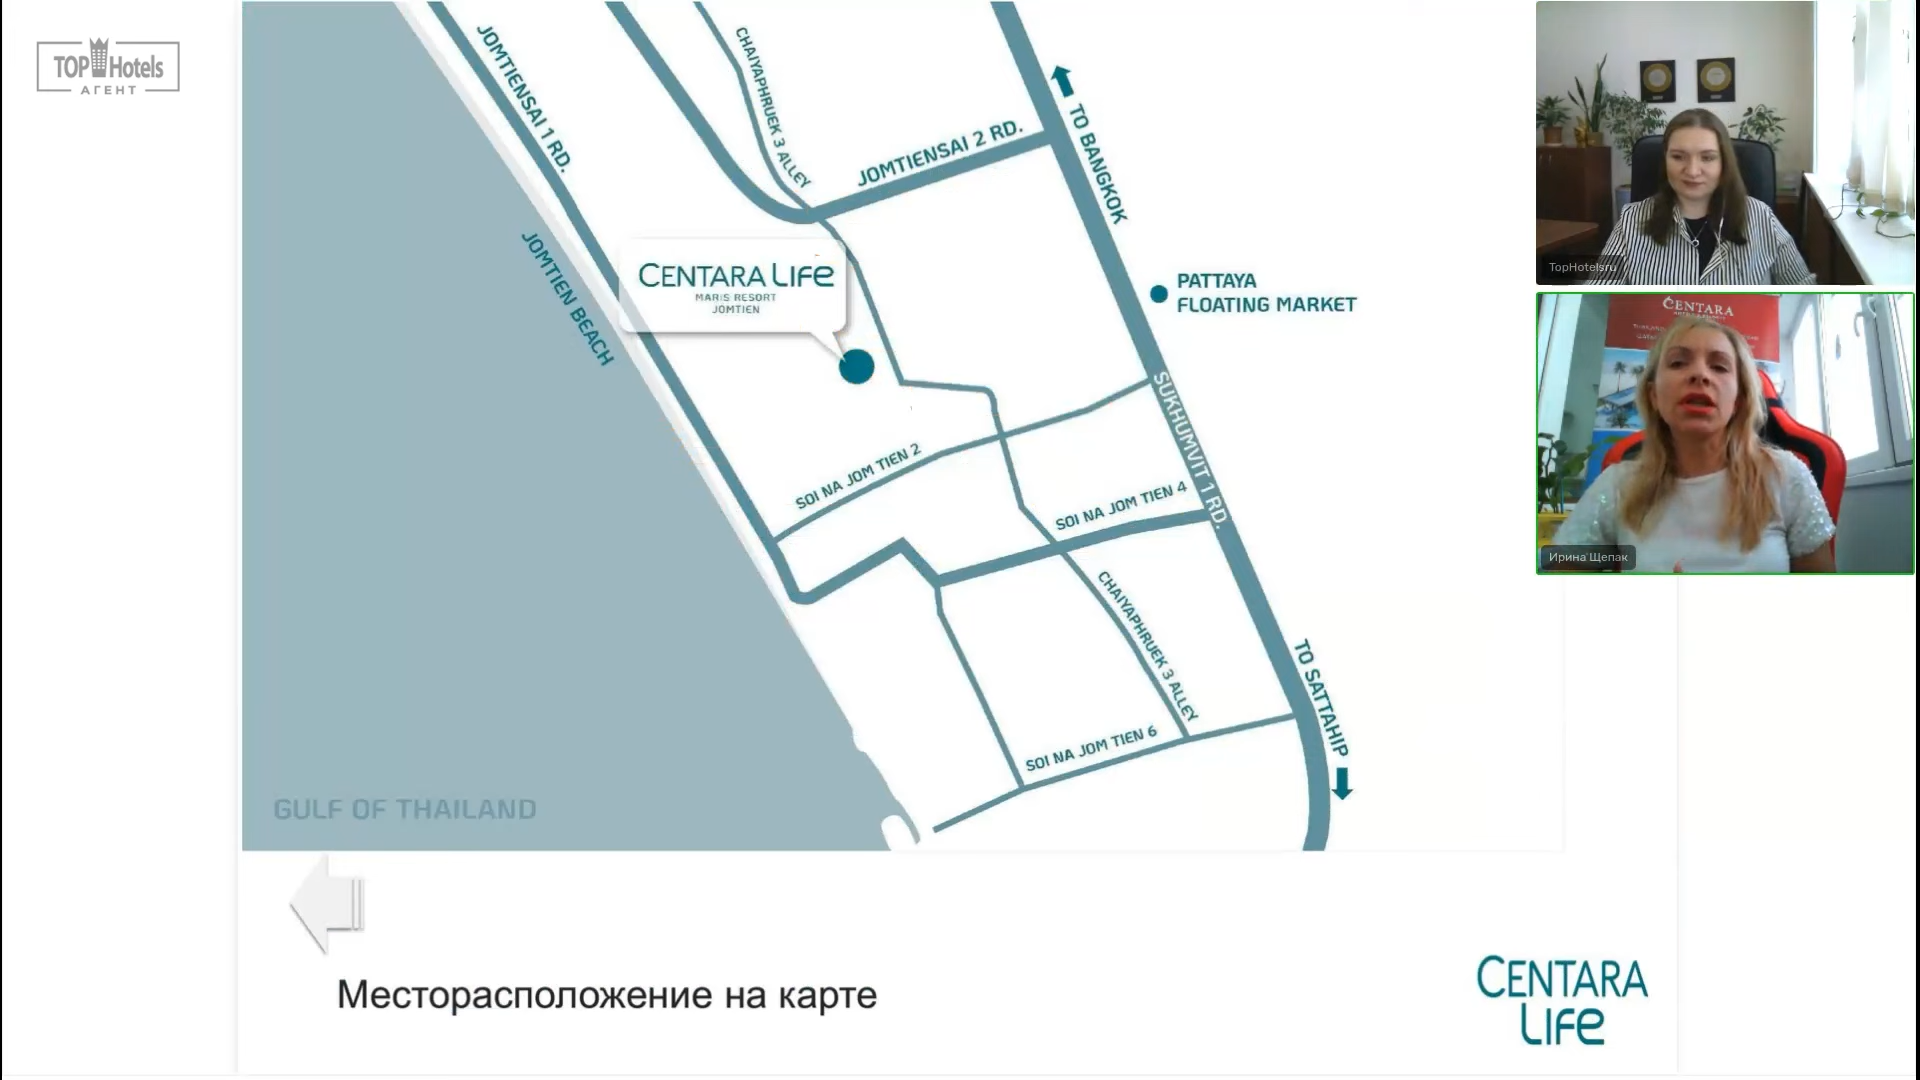 TOP Hotels
АГЕНТ
JOMTIENSAI 1 RD.
CHAIYAPHRUEK 3 ALLEY
JOMTIENSAI 2 RD.
TO BANGKOK
JOMTIEN BEACH
CENTARA LIFE
MARIS RESORT
JOMTIEN
PATTAYA
FLOATING MARKET
SUKHUMVIT 1 RD.
SOI NA JOM TIEN 2
SOI NA JOM TIEN 4
CHAIYAPHRUEK 3 ALLEY
TO SATTAHIP
SOI NA JOM TIEN 6
GULF OF THAILAND
Месторасположение на карте
CENTARA
LIFE
TopHotelsru
CENTARA
Ирина Щепак